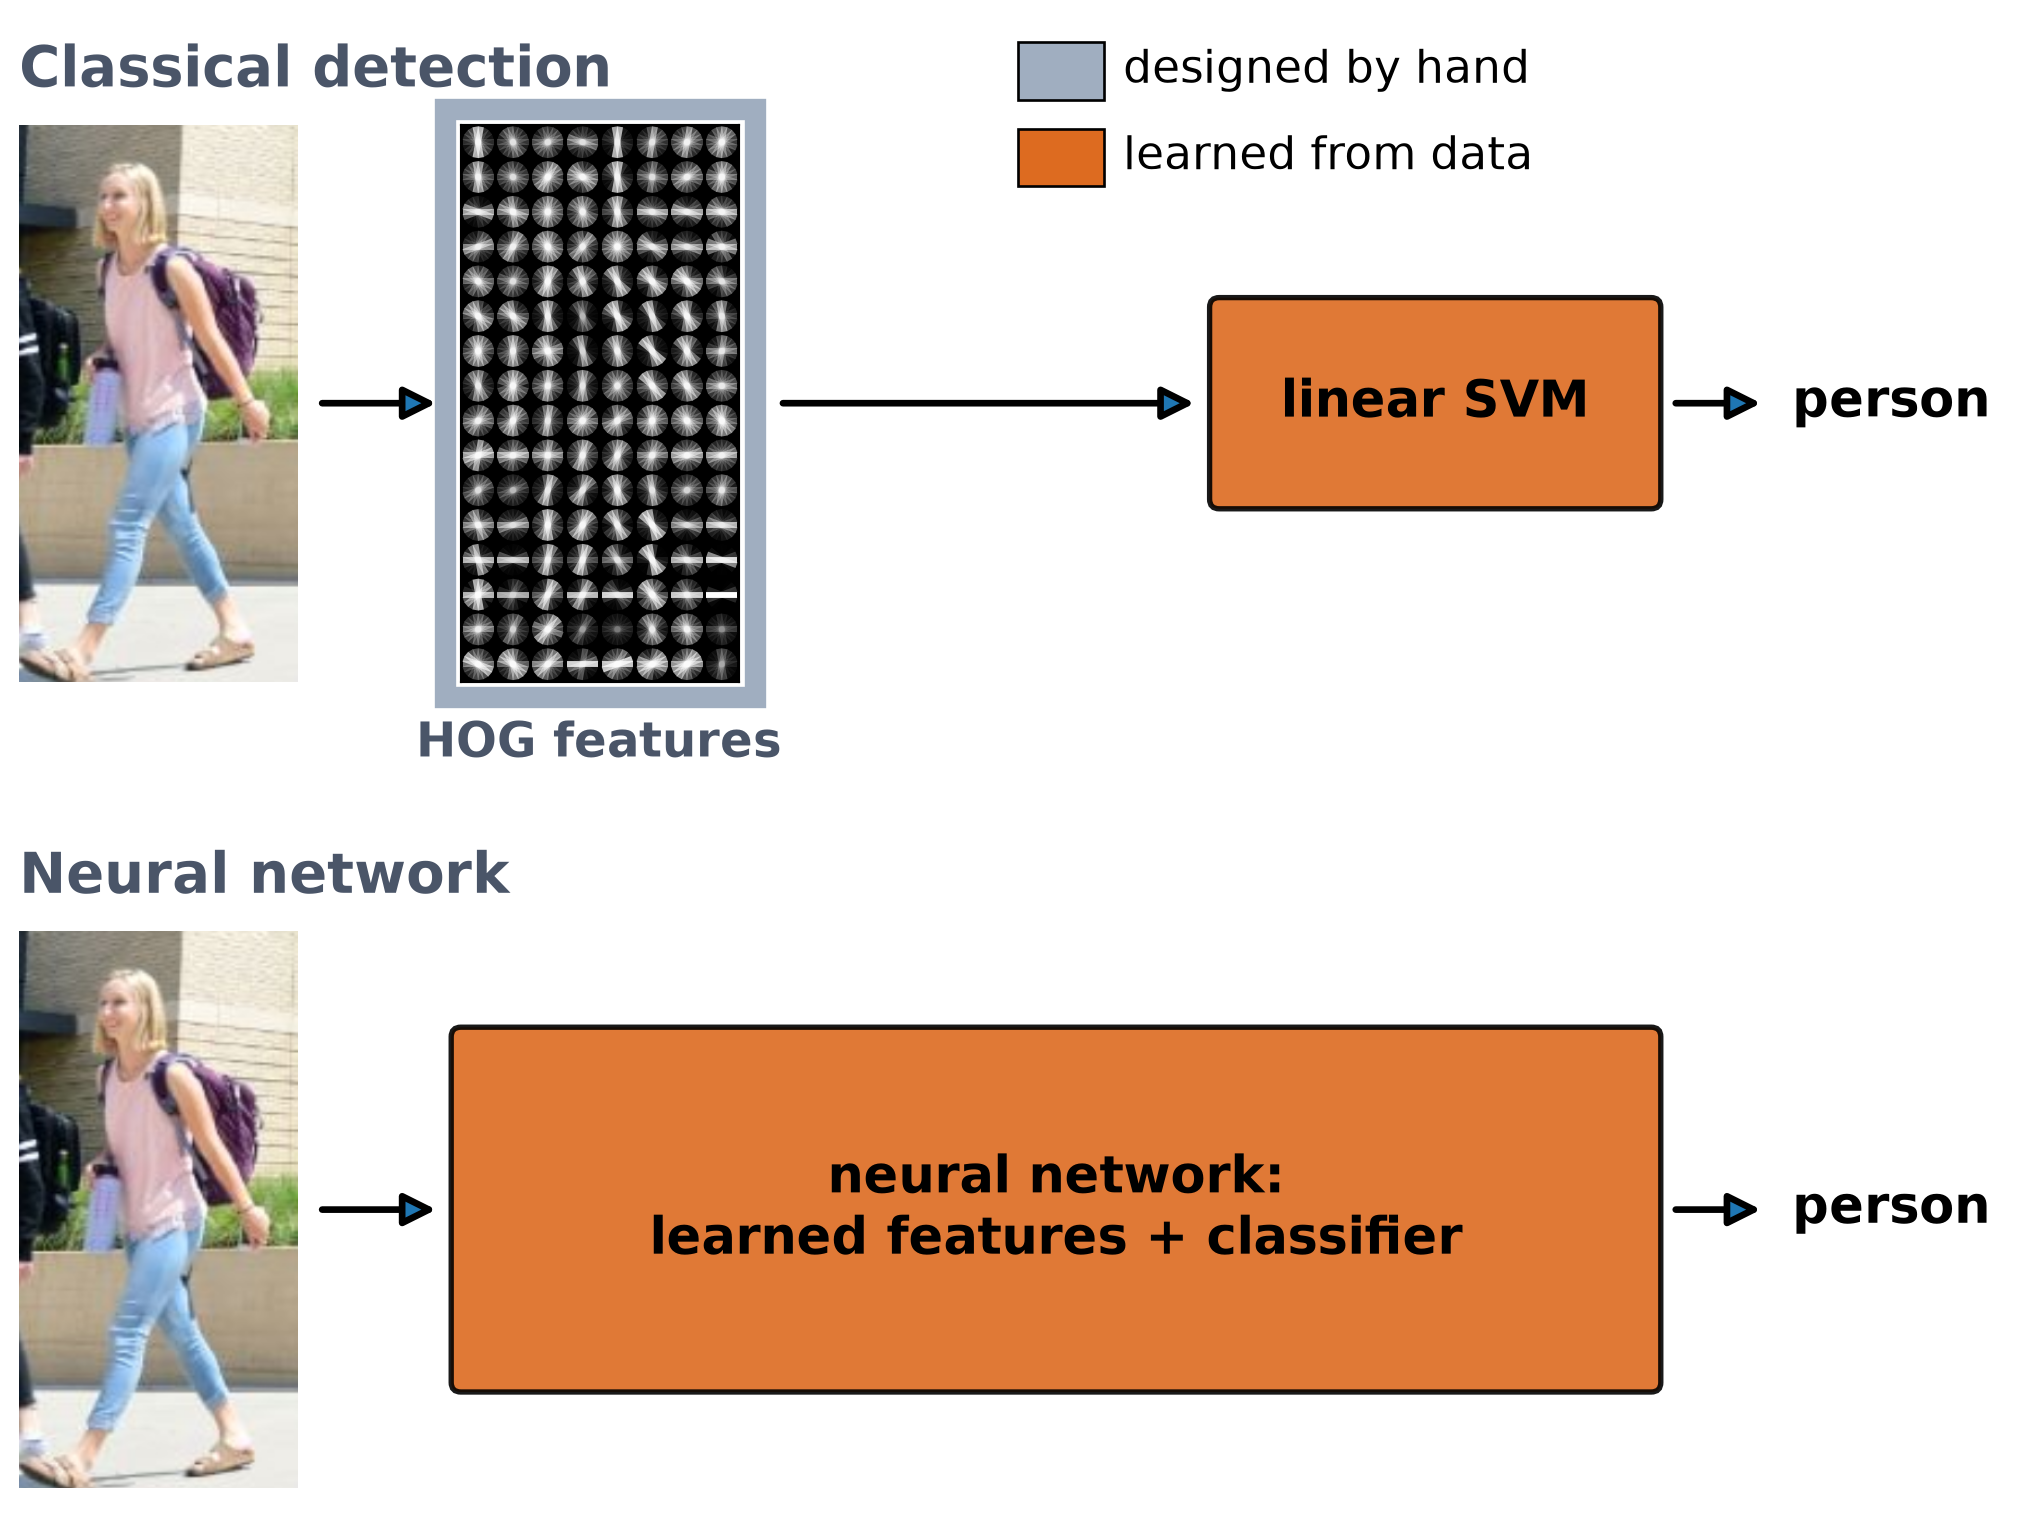 Classical detection
designed by hand
learned from data
linear SVM
person
HOG features
Neural network
neural network:
learned features + classifier
person